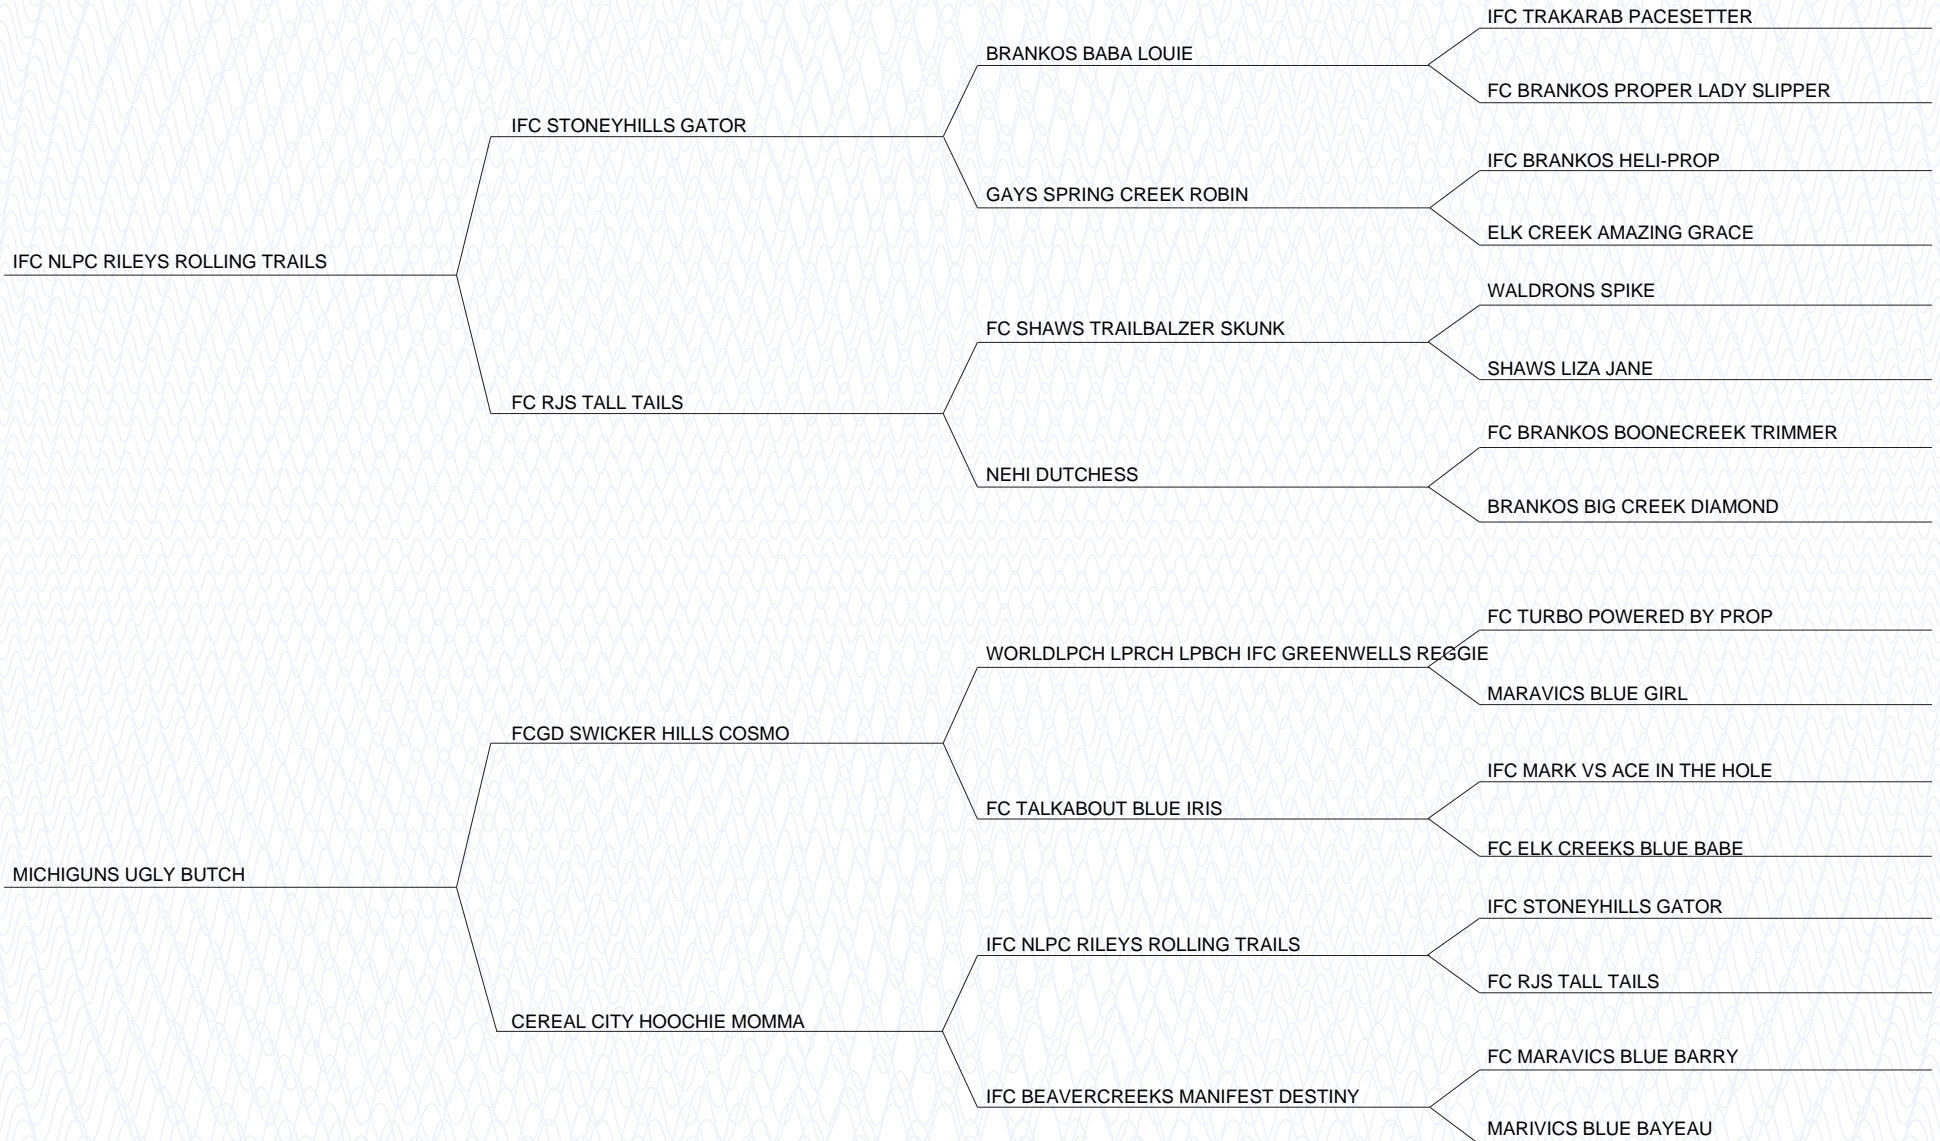 IFC TRAKARAB PACESETTER
BRANKOS BABA LOUIE
FC BRANKOS PROPER LADY SLIPPER
IFC STONEYHILLS GATOR
IFC BRANKOS HELI-PROP
GAYS SPRING CREEK ROBIN
ELK CREEK AMAZING GRACE
IFC NLPC RILEYS ROLLING TRAILS
WALDRONS SPIKE
FC SHAWS TRAILBALZER SKUNK
SHAWS LIZA JANE
FC RJS TALL TAILS
FC BRANKOS BOONECREEK TRIMMER
NEHI DUTCHESS
BRANKOS BIG CREEK DIAMOND
FC TURBO POWERED BY PROP
WORLDLPCH LPRCH LPBCH IFC GREENWELLS REGGIE
MARAVICS BLUE GIRL
FCGD SWICKER HILLS COSMO
IFC MARK VS ACE IN THE HOLE
FC TALKABOUT BLUE IRIS
FC ELK CREEKS BLUE BABE
MICHIGUNS UGLY BUTCH
IFC STONEYHILLS GATOR
IFC NLPC RILEYS ROLLING TRAILS
FC RJS TALL TAILS
CEREAL CITY HOOCHIE MOMMA
FC MARAVICS BLUE BARRY
IFC BEAVERCREEKS MANIFEST DESTINY
MARIVICS BLUE BAYEAU